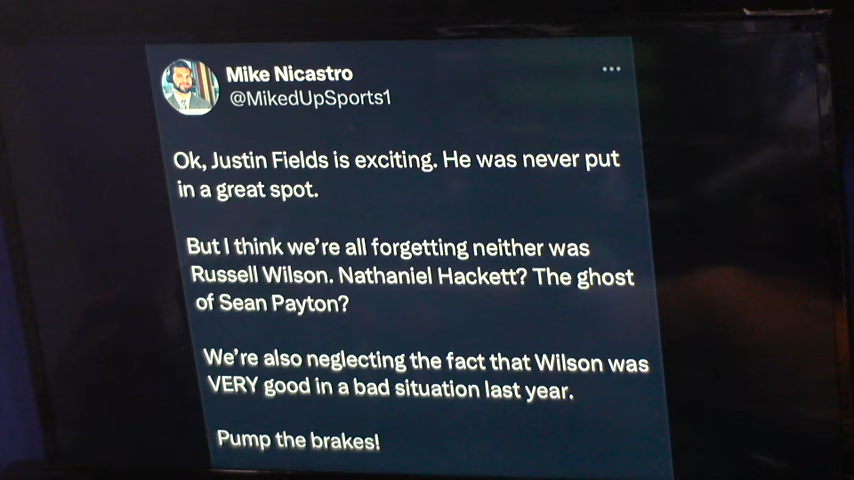 Mike Nicastro
@MikedUpSports1
Ok, Justin Fields is exciting. He was never put
in a great spot.
But I think we're all forgetting neither was
Russell Wilson. Nathaniel Hackett? The ghost
of Sean Payton?
We're also neglecting the fact that Wilson was
VERY good in a bad situation last year.
Pump the brakes!